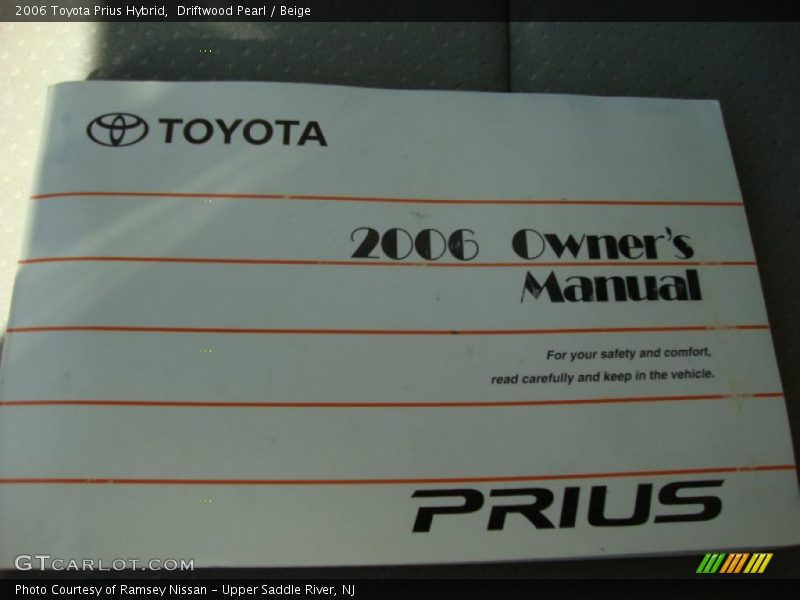 2006 Toyota Prius Hybrid,  Driftwood Pearl / Beige
TOYOTA
2006 Owner's
Manual
For your safety and comfort,
read carefully and keep in the vehicle.
PRIUS
GTCARLOT.COM
Photo Courtesy of Ramsey Nissan - Upper Saddle River, NJ